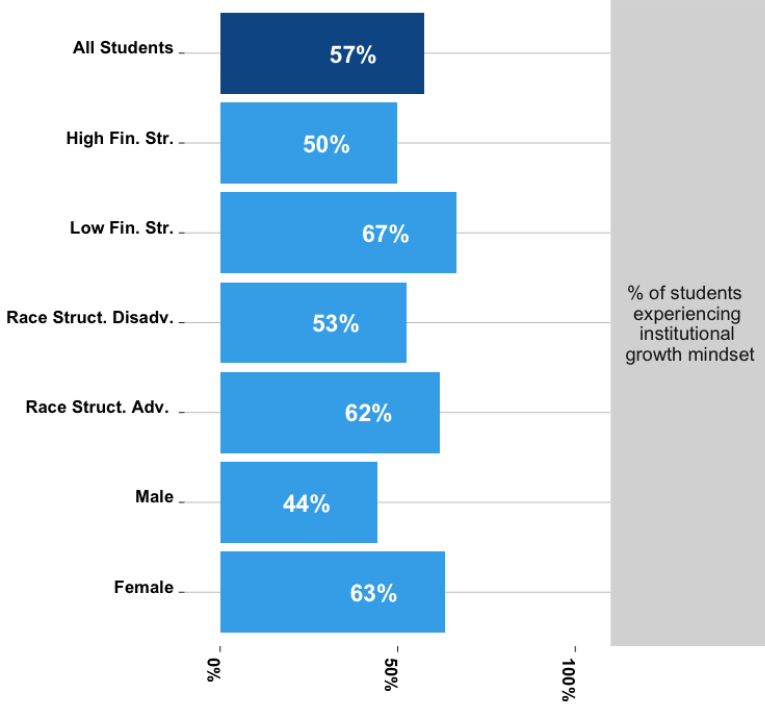 All Students
57%
High Fin. Str.
50%
Low Fin. Str.
67%
Race Struct. Disadv.
53%
Race Struct. Adv.
62%
Male
44%
Female
63%
0%
50%
100%
% of students
experiencing
institutional
growth mindset